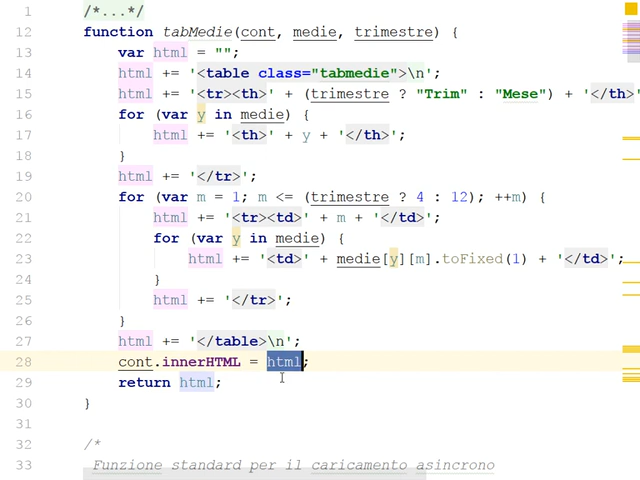 1 /*...*/
12 function tabMedie(cont, medie, trimestre) {
13 var html = "";
14 html += '<table class="tabmedie">\n';
15 html += '<tr><th>' + (trimestre ? "Trim" : "Mese") + '</th>
16 for (var y in medie) {
17 html += '<th>' + y + '</th>';
18 }
19 html += '</tr>';
20 for (var m = 1; m <= (trimestre ? 4 : 12); ++m) {
21 html += '<tr><td>' + m + '</td>';
22 for (var y in medie) {
23 html += '<td>' + medie[y][m].toFixed(1) + '</td>';
24 }
25 html += '</tr>';
26 }
27 html += '</table>\n';
28 cont.innerHTML = html;
29 return html;
30 }
31
32 /*
33 Funzione standard per il caricamento asincrono